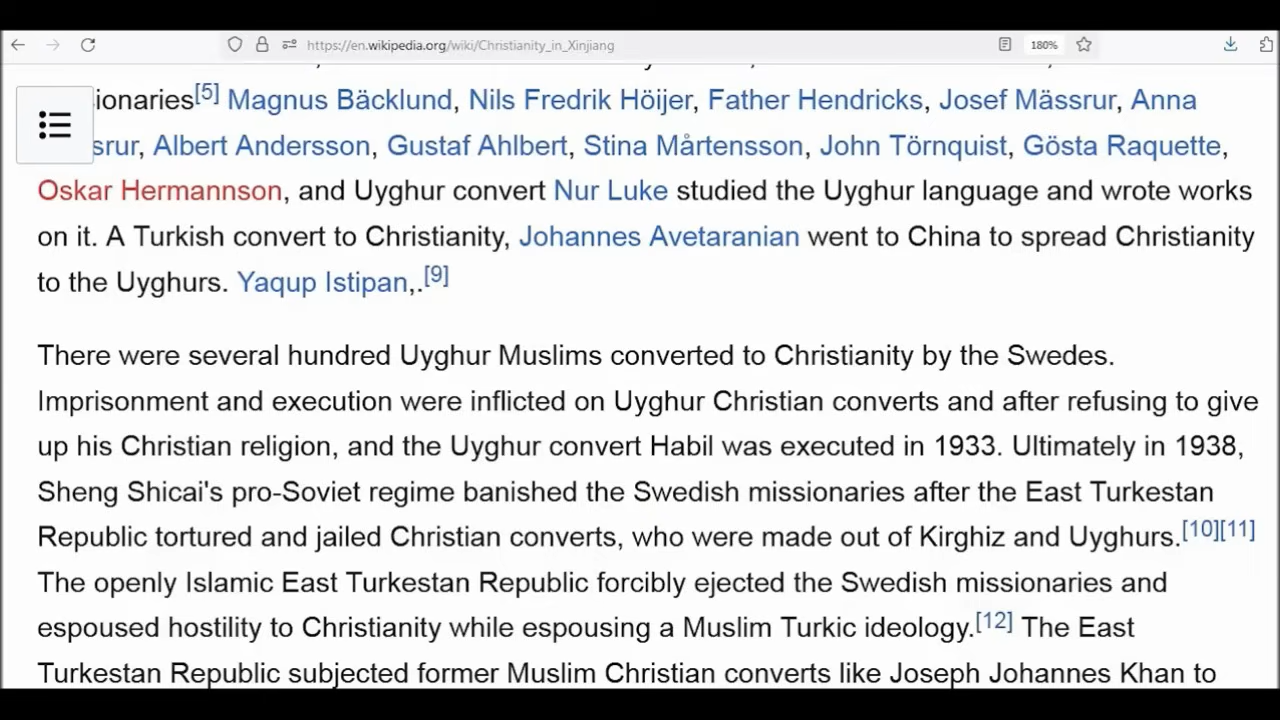 https://en.wikipedia.org/wiki/Christianity_in_Xinjiang
180%
ionaries[5] Magnus Bäcklund, Nils Fredrik Höijer, Father Hendricks, Josef Mässrur, Anna
srur, Albert Andersson, Gustaf Ahlbert, Stina Mårtensson, John Törnquist, Gösta Raquette,
Oskar Hermannson, and Uyghur convert Nur Luke studied the Uyghur language and wrote works
on it. A Turkish convert to Christianity, Johannes Avetaranian went to China to spread Christianity
to the Uyghurs. Yaqup Istipan,.[9]
There were several hundred Uyghur Muslims converted to Christianity by the Swedes.
Imprisonment and execution were inflicted on Uyghur Christian converts and after refusing to give
up his Christian religion, and the Uyghur convert Habil was executed in 1933. Ultimately in 1938,
Sheng Shicai's pro-Soviet regime banished the Swedish missionaries after the East Turkestan
Republic tortured and jailed Christian converts, who were made out of Kirghiz and Uyghurs.[10][11]
The openly Islamic East Turkestan Republic forcibly ejected the Swedish missionaries and
espoused hostility to Christianity while espousing a Muslim Turkic ideology.[12] The East
Turkestan Republic subjected former Muslim Christian converts like Joseph Johannes Khan to